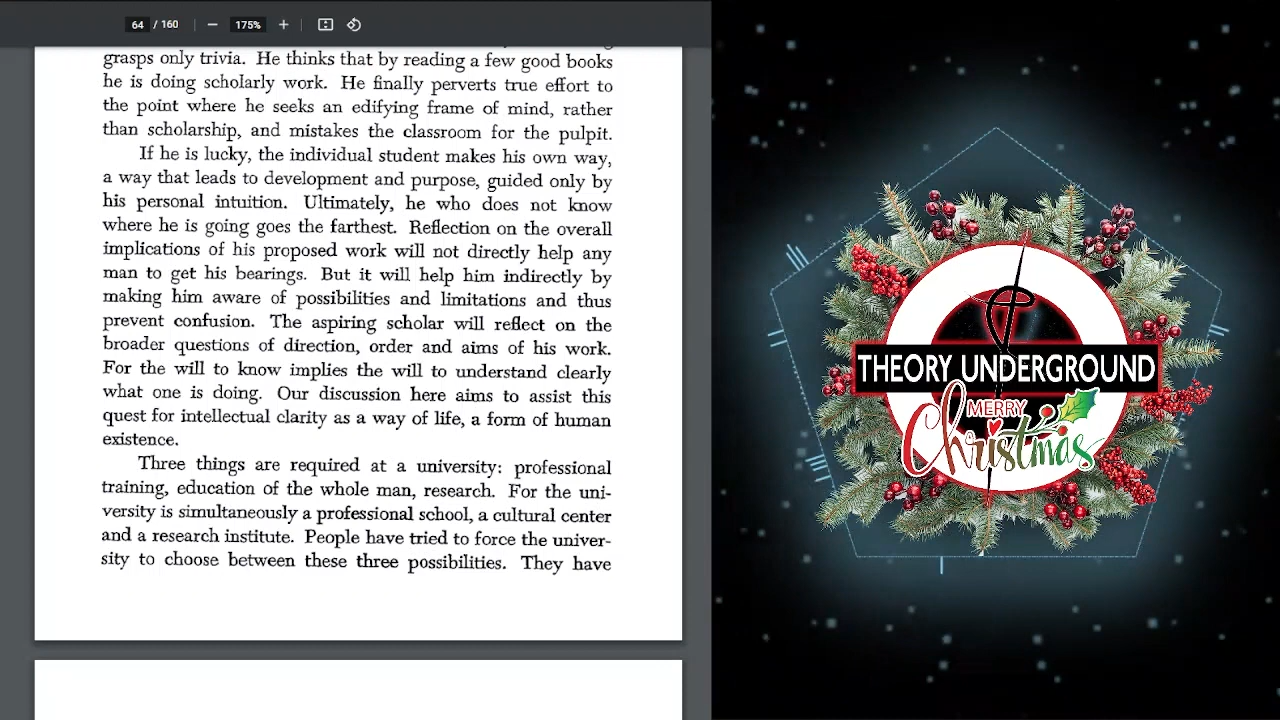 64 / 160
175%
grasps only trivia. He thinks that by reading a few good books
he is doing scholarly work. He finally perverts true effort to
the point where he seeks an edifying frame of mind, rather
than scholarship, and mistakes the classroom for the pulpit.
If he is lucky, the individual student makes his own way,
a way that leads to development and purpose, guided only by
his personal intuition. Ultimately, he who does not know
where he is going goes the farthest. Reflection on the overall
implications of his proposed work will not directly help any
man to get his bearings. But it will help him indirectly by
making him aware of possibilities and limitations and thus
prevent confusion. The aspiring scholar will reflect on the
broader questions of direction, order and aims of his work.
For the will to know implies the will to understand clearly
what one is doing. Our discussion here aims to assist this
quest for intellectual clarity as a way of life, a form of human
existence.
Three things are required at a university: professional
training, education of the whole man, research. For the uni-
versity is simultaneously a professional school, a cultural center
and a research institute. People have tried to force the univer-
sity to choose between these three possibilities. They have
THEORY UNDERGROUND
MERRY
Christmas